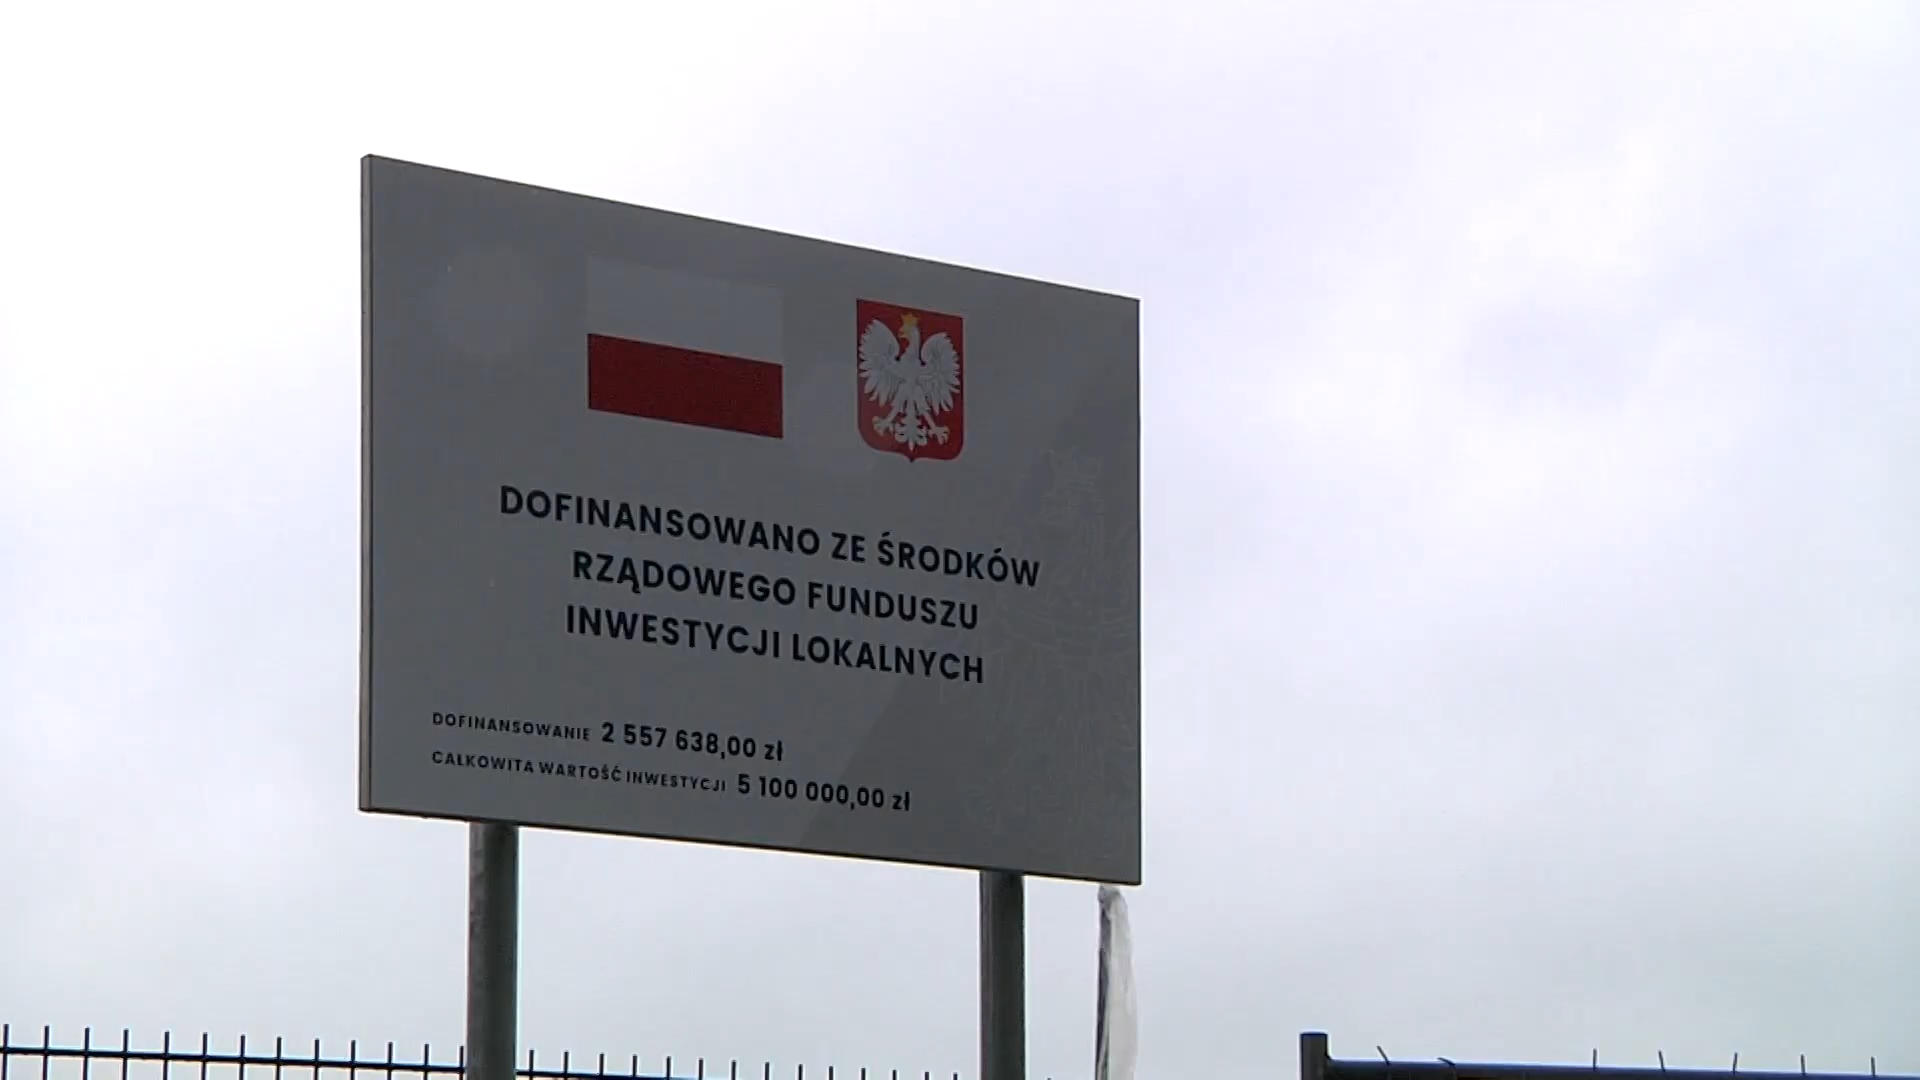 DOFINANSOWANO ZE ŚRODKÓW
RZĄDOWEGO FUNDUSZU
INWESTYCJI LOKALNYCH
DOFINANSOWANIE 2 557 638,00 zł
CAŁKOWITA WARTOŚĆ INWESTYCJI 5 100 000,00 zł